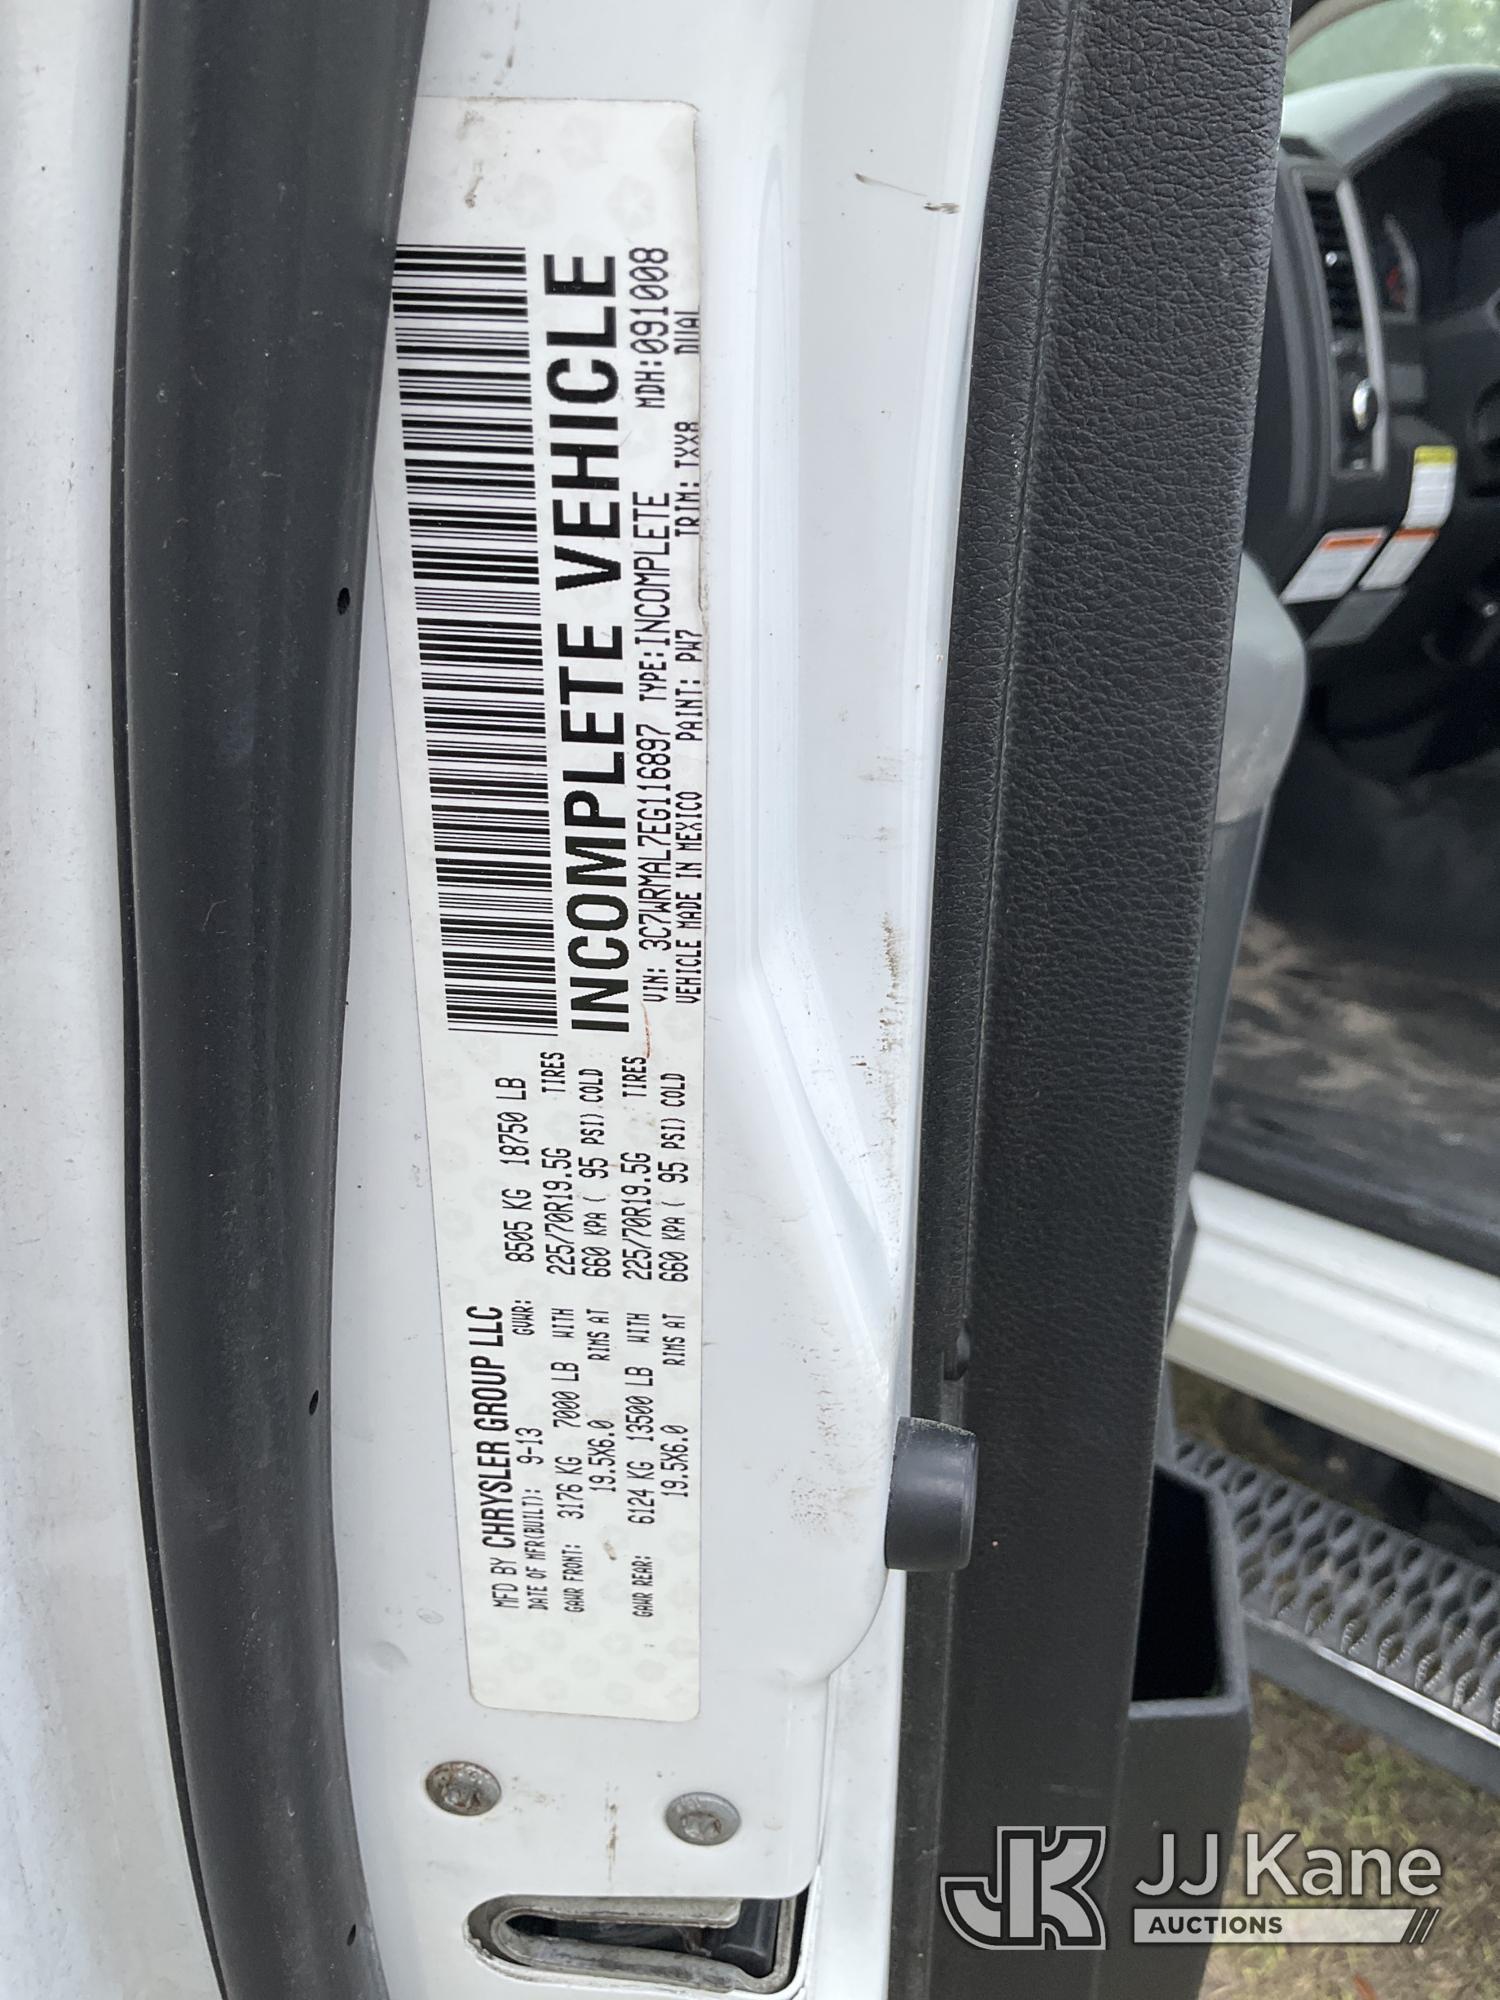 MFD BY CHRYSLER GROUP LLC
DATE OF MFR(BUILT): 9-13 GVWR: 8505 KG 18750 LB
GAWR FRONT: 3176 KG 7000 LB WITH 225/70R19.5G TIRES
19.5X6.0 RIMS AT 660 KPA ( 95 PSI) COLD
GAWR REAR: 6124 KG 13500 LB WITH 225/70R19.5G TIRES
19.5X6.0 RIMS AT 660 KPA ( 95 PSI) COLD
INCOMPLETE VEHICLE
MDH:091008
VIN: 3C7WRMAL7EG116897 TYPE:INCOMPLETE
VEHICLE MADE IN MEXICO PAINT: PW7 TRIM: TXX8 DUAL
JK
JJ Kane
AUCTIONS